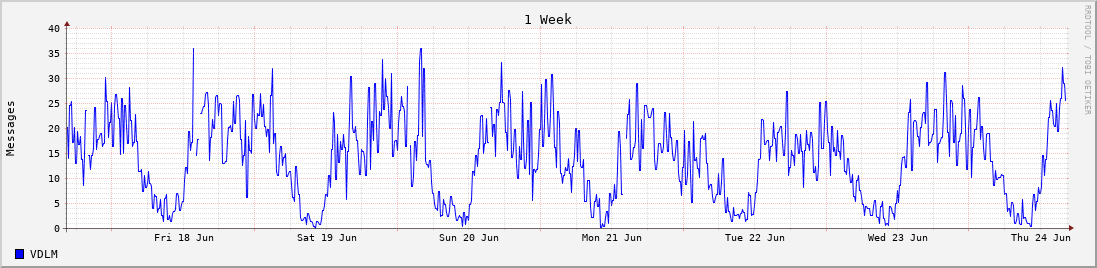 1 Week
RRDTOOL / TOBI OETIKER
Messages
40
35
30
25
20
15
10
5
0
Fri 18 Jun Sat 19 Jun Sun 20 Jun Mon 21 Jun Tue 22 Jun Wed 23 Jun Thu 24 Jun
VDLM